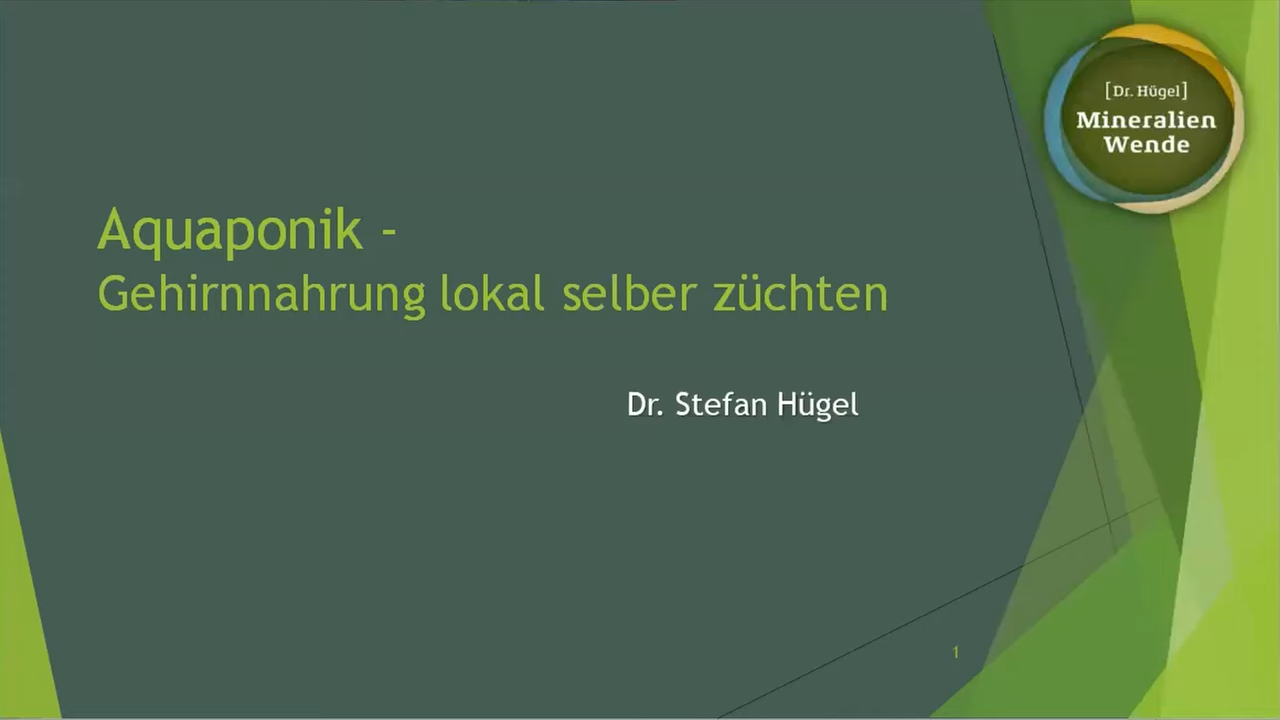 [Dr. Hügel]
Mineralien
Wende
Aquaponik -
Gehirnnahrung lokal selber züchten
Dr. Stefan Hügel
1